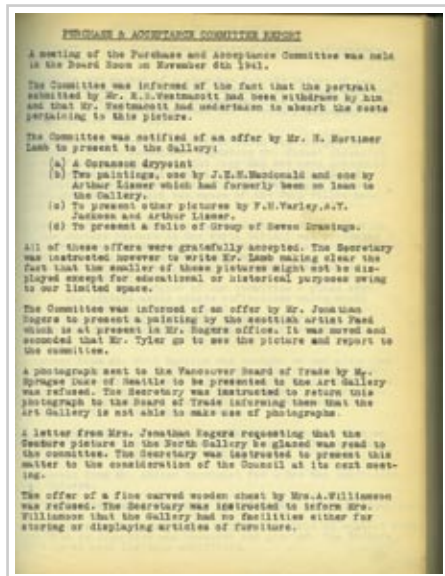 PURCHASE & ACCEPTANCE COMMITTEE REPORT
A meeting of the Purchase and Acceptance Committee was held
in the Board Room on November 6th 1941.
The Committee was informed of the fact that the portrait
submitted by Mr. Westmacott had been withdrawn by him
and that Mr. Westmacott had undertaken to absorb the costs
pertaining to this picture.
The Committee was notified of an offer by Mr. H. Mortimer
Lamb to present to the Gallery:
(a) A drypoint
(b) Two paintings, one by J.E.H.Macdonald and one by
Arthur Lismer which had formerly been on loan to
the Gallery.
(c) To present other pictures by F.H.Varley,A.Y.
Jackson and Arthur Lismer.
To present a folio of Group of Seven Drawings.
All of these offers were gratefully accepted. The Secretary
was instructed however to write Mr. Lamb making clear the
fact that the smaller of these pictures might not be dis-
played except for educational or historical purposes owing
to our limited space.
The Committee was informed of an offer by Mr. Jonathan
Rogers to present a painting by the scottish Artist Faed
which is at present in Mr. Rogers office. It was moved and
seconded that Mr. Tyler go to see the picture and report to
the committee.
A photograph sent to the Vancouver Board of Trade by Mr.
Sprague Duke of Seattle to be presented to the Art Gallery
was refused. The Secretary was instructed to return this
photograph to the Board of Trade informing them that the
Art Gallery is not able to make use of photographs.
A letter from Mrs. Jonathan Rogers requesting that the
picture in the North Gallery be glazed was read to
the committee. The Secretary was instructed to present this
matter to the consideration of the Council at its next meet-
ing.
The offer of a fine carved wooden chest by Mrs.A.Williamson
was refused. The Secretary was instructed to inform Mrs.
Williamson that the Gallery had no facilities either for
storing or displaying articles of furniture.